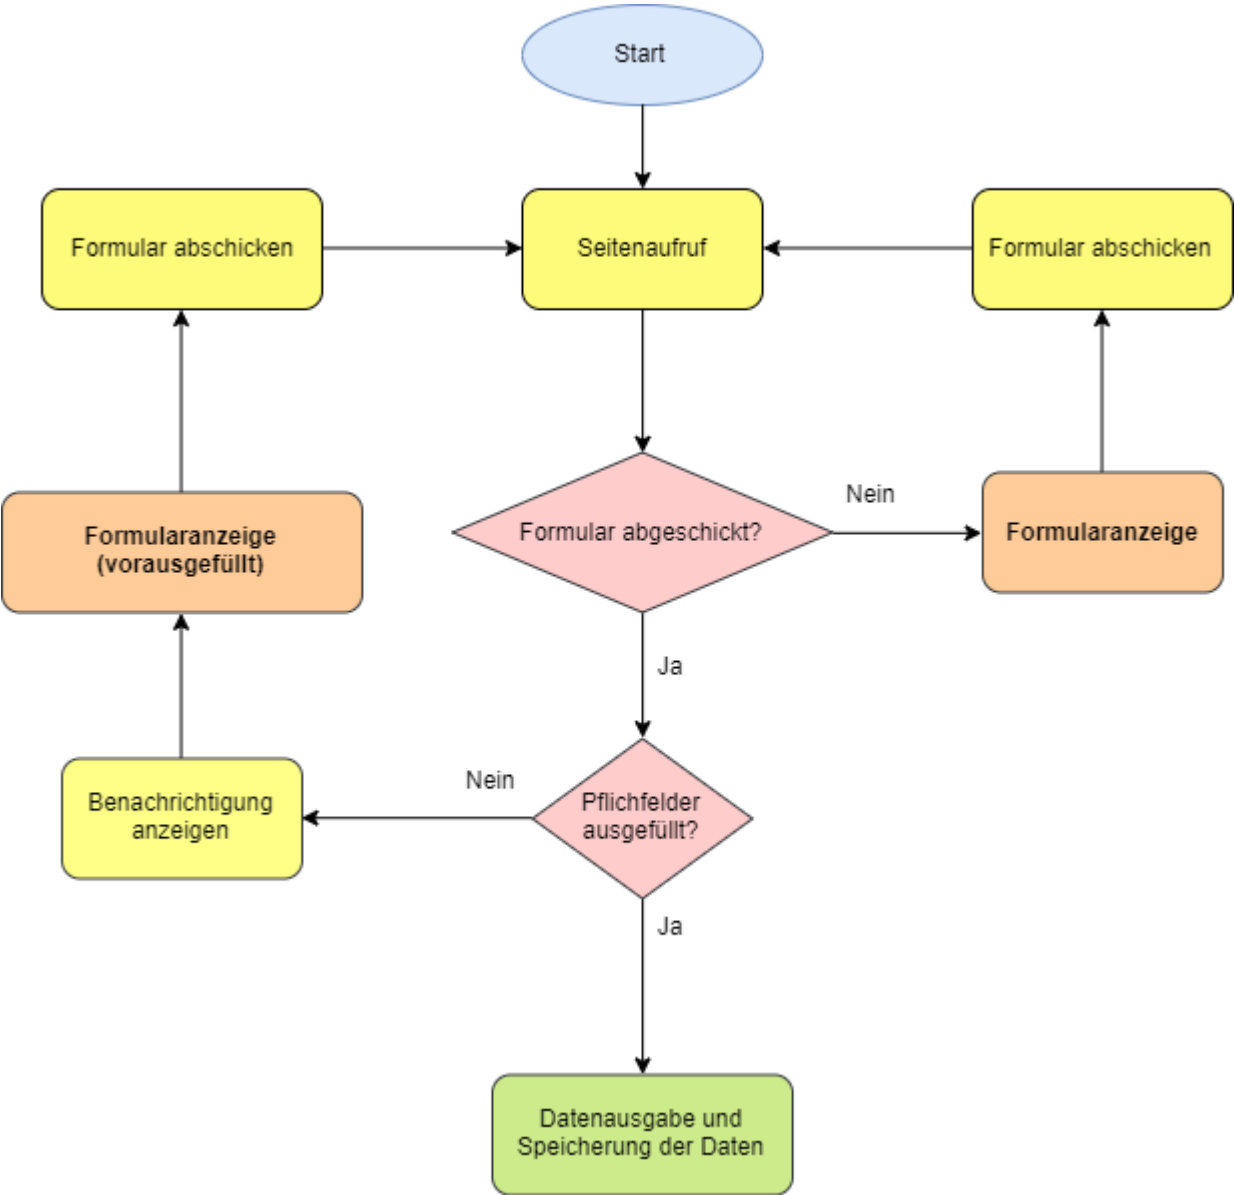 Start
Formular abschicken
Seitenaufruf
Formular abschicken
Nein
Formular abgeschickt?
Formularanzeige
Formularanzeige
(vorausgefüllt)
Ja
Nein
Pflichfelder
ausgefüllt?
Benachrichtigung
anzeigen
Ja
Datenausgabe und
Speicherung der Daten